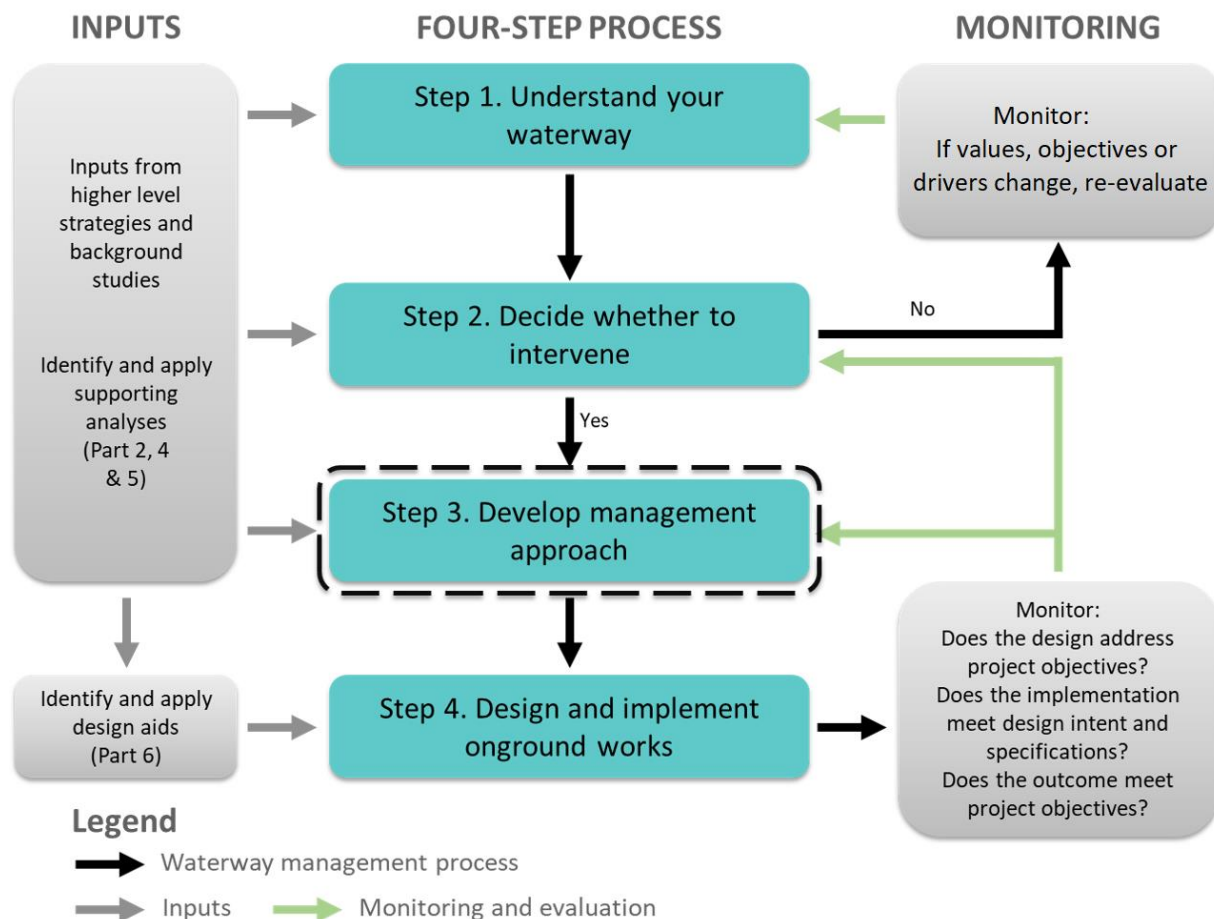 INPUTS
FOUR-STEP PROCESS
MONITORING
Inputs from
higher level
strategies and
background
studies
Identify and apply
supporting
analyses
(Part 2, 4
& 5)
Identify and apply
design aids
(Part 6)
Step 1. Understand your
waterway
Step 2. Decide whether to
intervene
No
Yes
Step 3. Develop management
approach
Step 4. Design and implement
onground works
Monitor:
If values, objectives or
drivers change, re-evaluate
Monitor:
Does the design address
project objectives?
Does the implementation
meet design intent and
specifications?
Does the outcome meet
project objectives?
Legend
Waterway management process
Inputs
Monitoring and evaluation